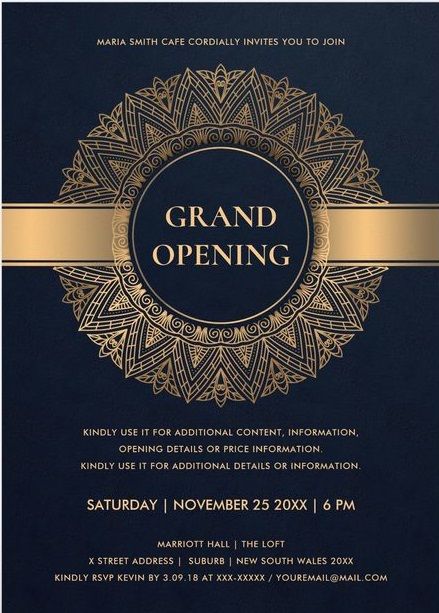 MARIA SMITH CAFE CORDIALLY INVITES YOU TO JOIN
GRAND
OPENING
KINDLY USE IT FOR ADDITIONAL CONTENT, INFORMATION,
OPENING DETAILS OR PRICE INFORMATION.
KINDLY USE IT FOR ADDITIONAL DETAILS OR INFORMATION.
SATURDAY | NOVEMBER 25 20XX | 6 PM
MARRIOTT HALL | THE LOFT
X STREET ADDRESS | SUBURB | NEW SOUTH WALES 20XX
KINDLY RSVP KEVIN BY 3.09.18 AT XXX-XXXXX / YOUREMAIL@MAIL.COM